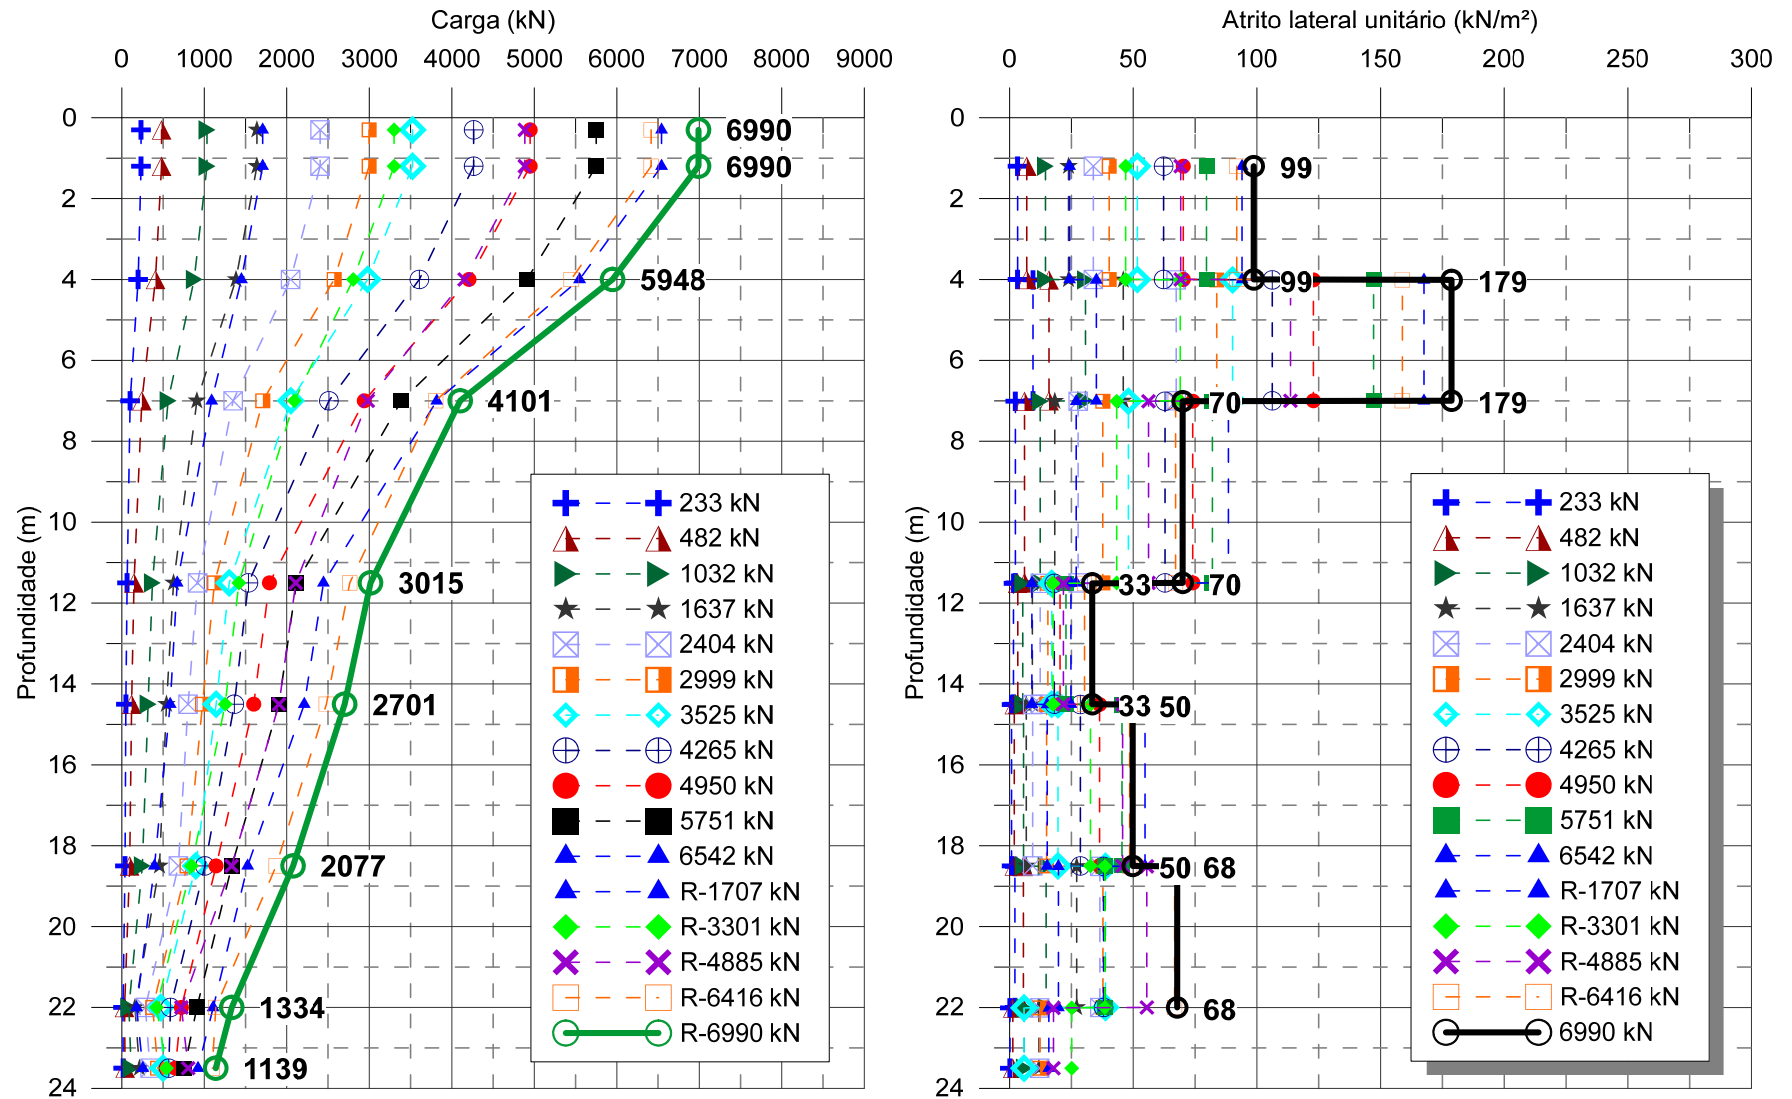 Carga (kN)
0 1000 2000 3000 4000 5000 6000 7000 8000 9000
Profundidade (m)
0
2
4
6
8
10
12
14
16
18
20
22
24
6990
6990
5948
4101
3015
2701
2077
1334
1139
233 kN
482 kN
1032 kN
1637 kN
2404 kN
2999 kN
3525 kN
4265 kN
4950 kN
5751 kN
6542 kN
R-1707 kN
R-3301 kN
R-4885 kN
R-6416 kN
R-6990 kN
Atrito lateral unitário (kN/m²)
0 50 100 150 200 250 300
Profundidade (m)
0
2
4
6
8
10
12
14
16
18
20
22
24
99
99 179
70 179
33 70
33 50
50 68
68
233 kN
482 kN
1032 kN
1637 kN
2404 kN
2999 kN
3525 kN
4265 kN
4950 kN
5751 kN
6542 kN
R-1707 kN
R-3301 kN
R-4885 kN
R-6416 kN
6990 kN